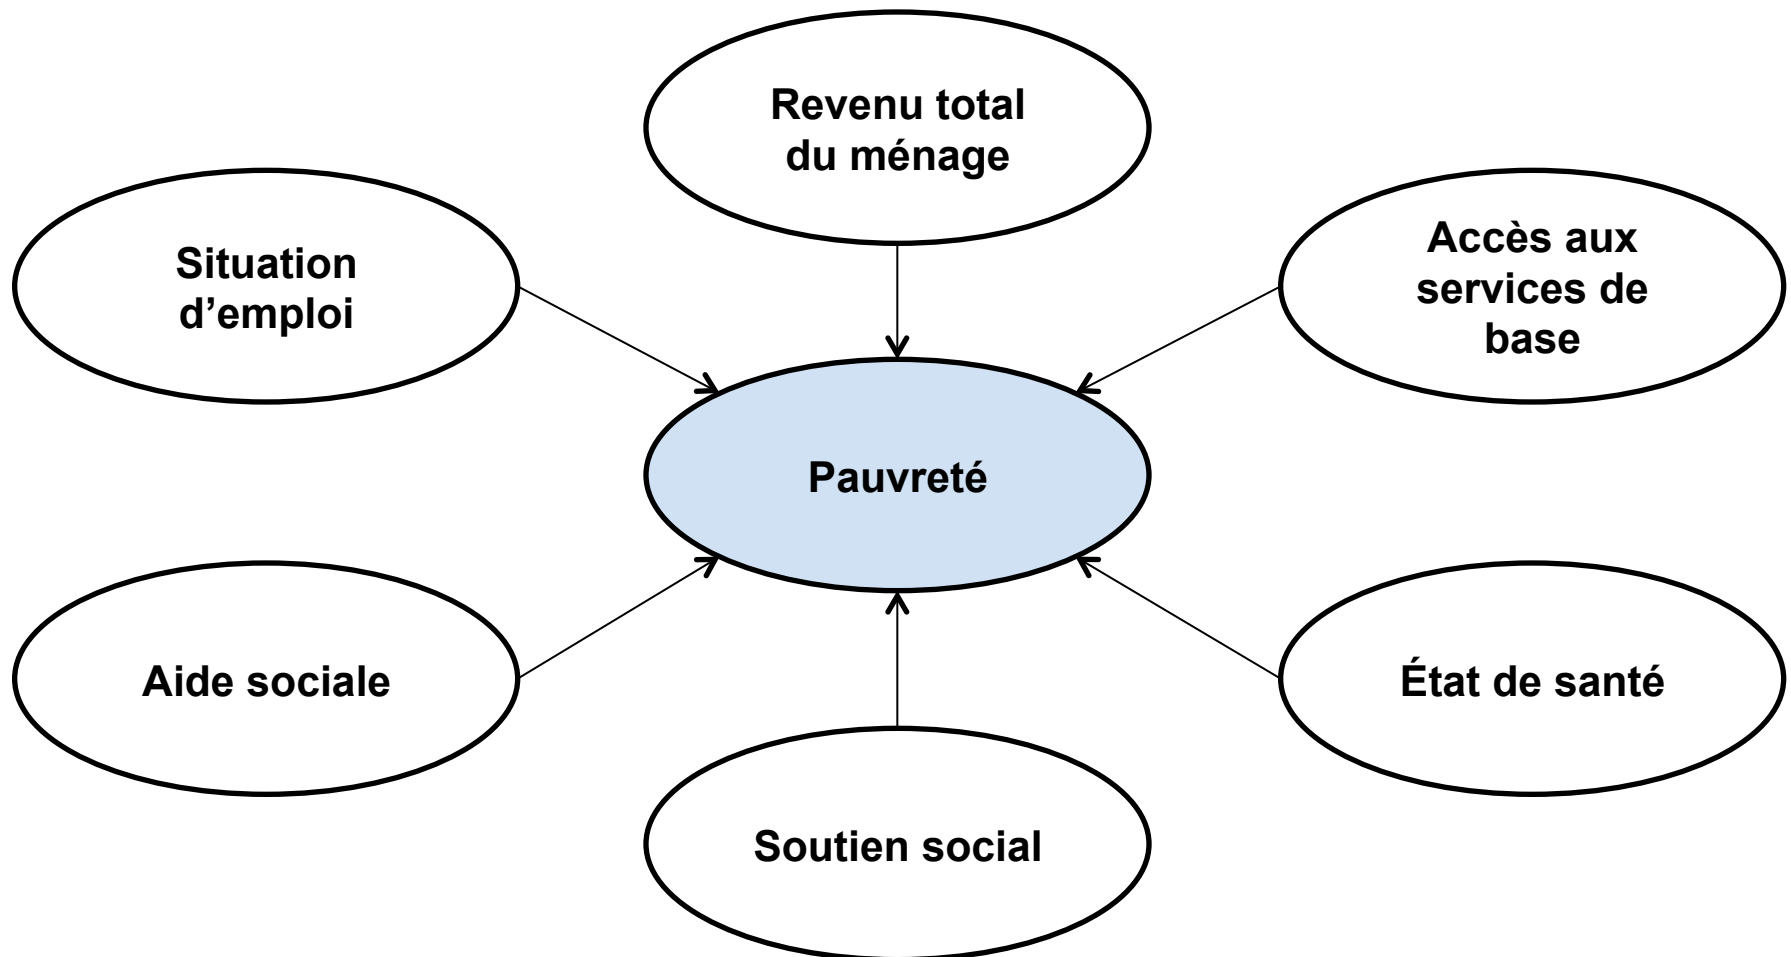 Revenu total
du ménage
Situation
d’emploi
Accès aux
services de
base
Pauvreté
Aide sociale
État de santé
Soutien social